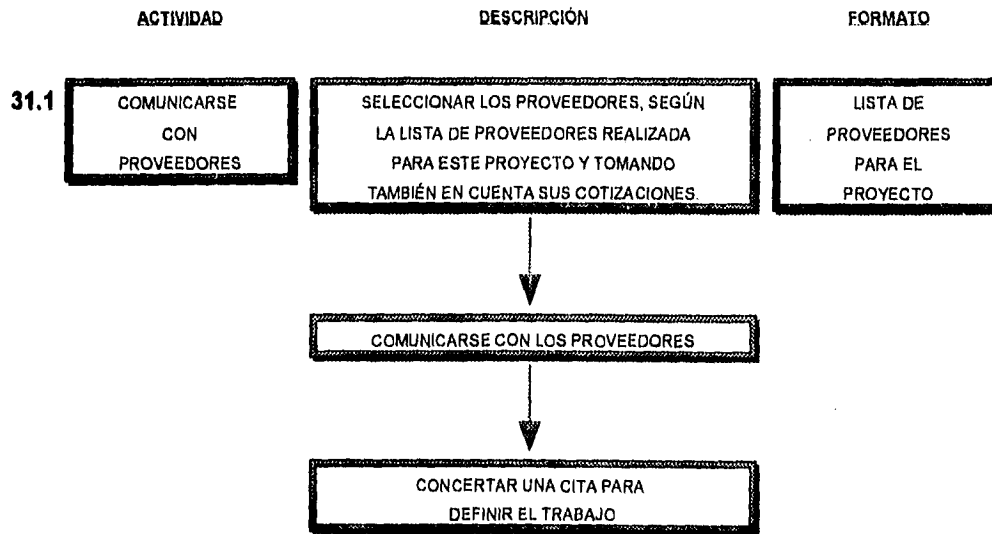 ACTIVIDAD
DESCRIPCIÓN
FORMATO
31.1
COMUNICARSE
CON
PROVEEDORES
SELECCIONAR LOS PROVEEDORES, SEGÚN
LA LISTA DE PROVEEDORES REALIZADA
PARA ESTE PROYECTO Y TOMANDO
TAMBIÉN EN CUENTA SUS COTIZACIONES.
LISTA DE
PROVEEDORES
PARA EL
PROYECTO
COMUNICARSE CON LOS PROVEEDORES
CONCERTAR UNA CITA PARA
DEFINIR EL TRABAJO